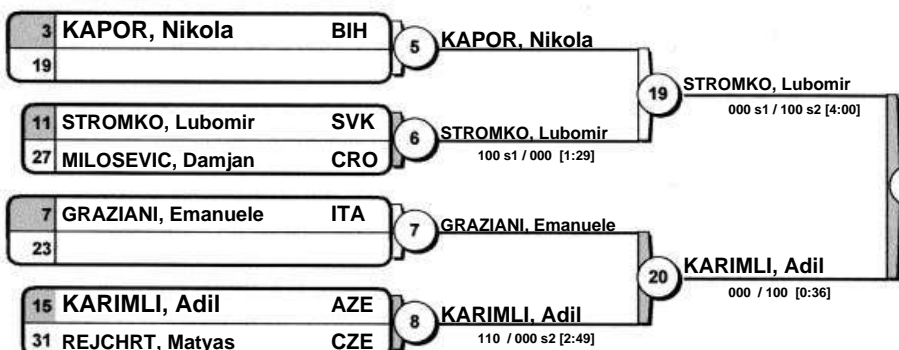 3 KAPOR, Nikola BIH
19
5 KAPOR, Nikola
11 STROMKO, Lubomir SVK
27 MILOSEVIC, Damjan CRO
6 STROMKO, Lubomir
100 s1 / 000 [1:29]
19 STROMKO, Lubomir
000 s1 / 100 s2 [4:00]
7 GRAZIANI, Emanuele ITA
23
7 GRAZIANI, Emanuele
15 KARIMLI, Adil AZE
31 REJCHRT, Matyas CZE
8 KARIMLI, Adil
110 / 000 s2 [2:49]
20 KARIMLI, Adil
000 / 100 [0:36]